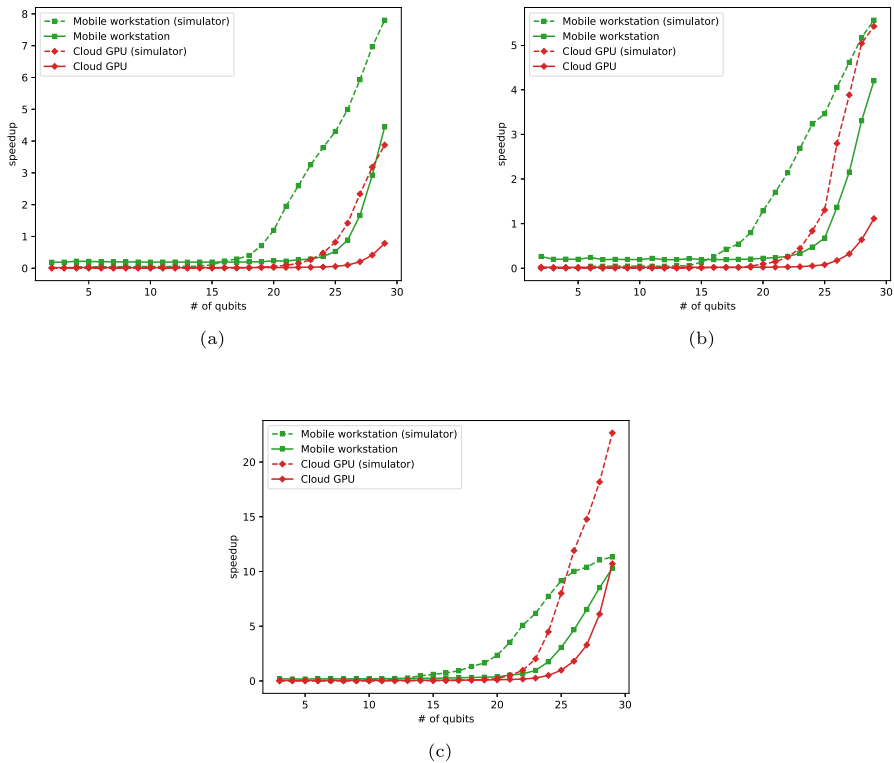 Mobile workstation (simulator)
Mobile workstation
Cloud GPU (simulator)
Cloud GPU
8
7
6
5
4
3
2
1
0
speedup
5 10 15 20 25 30
# of qubits
(a)
Mobile workstation (simulator)
Mobile workstation
Cloud GPU (simulator)
Cloud GPU
5
4
3
2
1
0
speedup
5 10 15 20 25 30
# of qubits
(b)
Mobile workstation (simulator)
Mobile workstation
Cloud GPU (simulator)
Cloud GPU
20
15
10
5
0
speedup
5 10 15 20 25 30
# of qubits
(c)